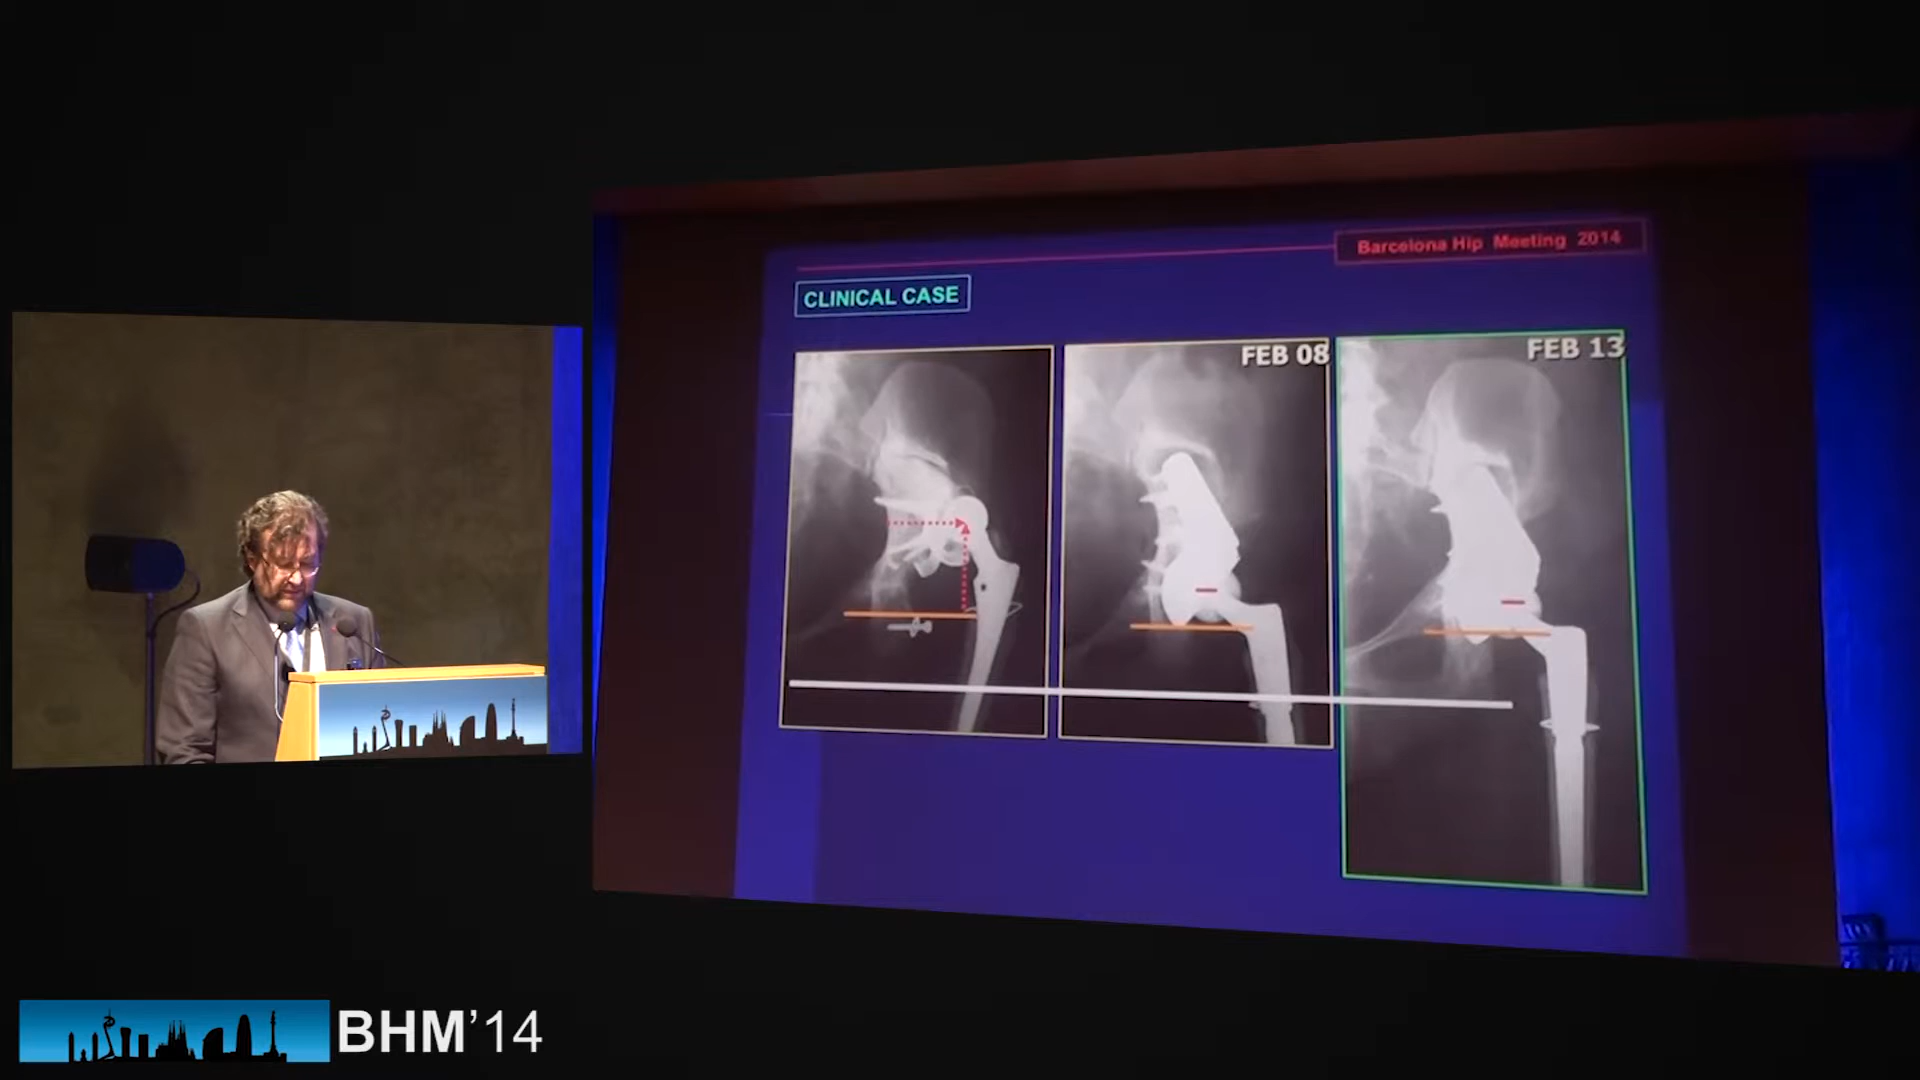 Barcelona Hip Meeting 2014
CLINICAL CASE
FEB 08
FEB 13
BHM'14